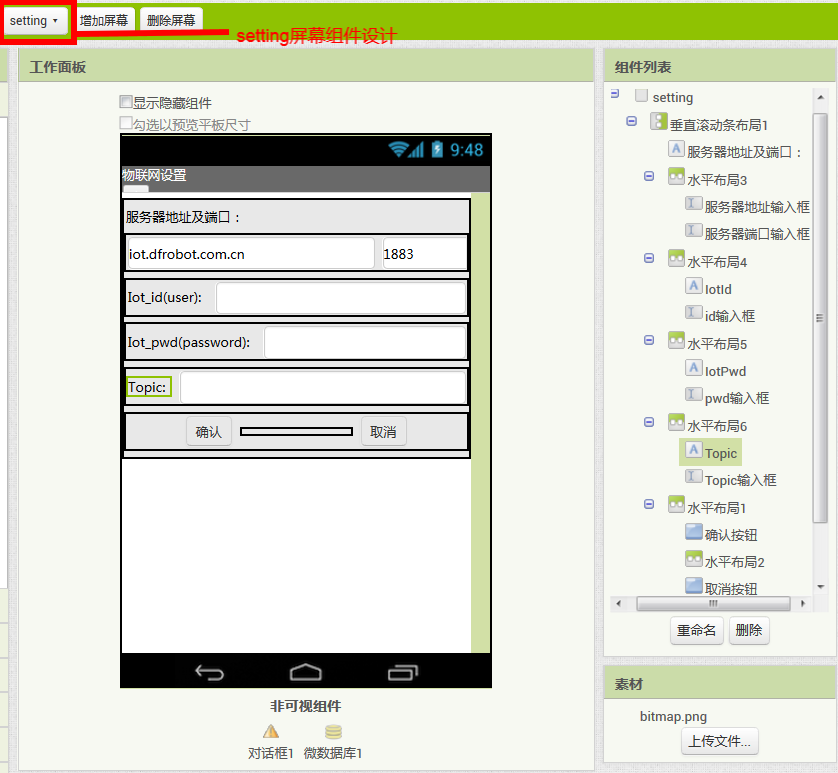 setting
增加屏幕
删除屏幕
setting屏幕组件设计
工作面板
显示隐藏组件
勾选以预览平板尺寸
9:48
物联网设置
服务器地址及端口：
iot.dfrobot.com.cn
1883
Iot_id(user):
Iot_pwd(password):
Topic:
确认
取消
非可视组件
对话框1
微数据库1
组件列表
setting
垂直滚动条布局1
服务器地址及端口：
水平布局3
服务器地址输入框
服务器端口输入框
水平布局4
IotId
id输入框
水平布局5
IotPwd
pwd输入框
水平布局6
Topic
Topic输入框
水平布局1
确认按钮
水平布局2
取消按钮
重命名
删除
素材
bitmap.png
上传文件...